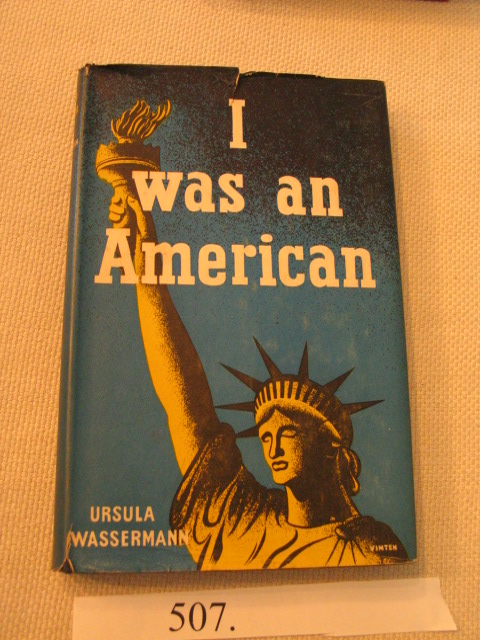 I
was an
American
URSULA
WASSERMANN
VINTEN
507.